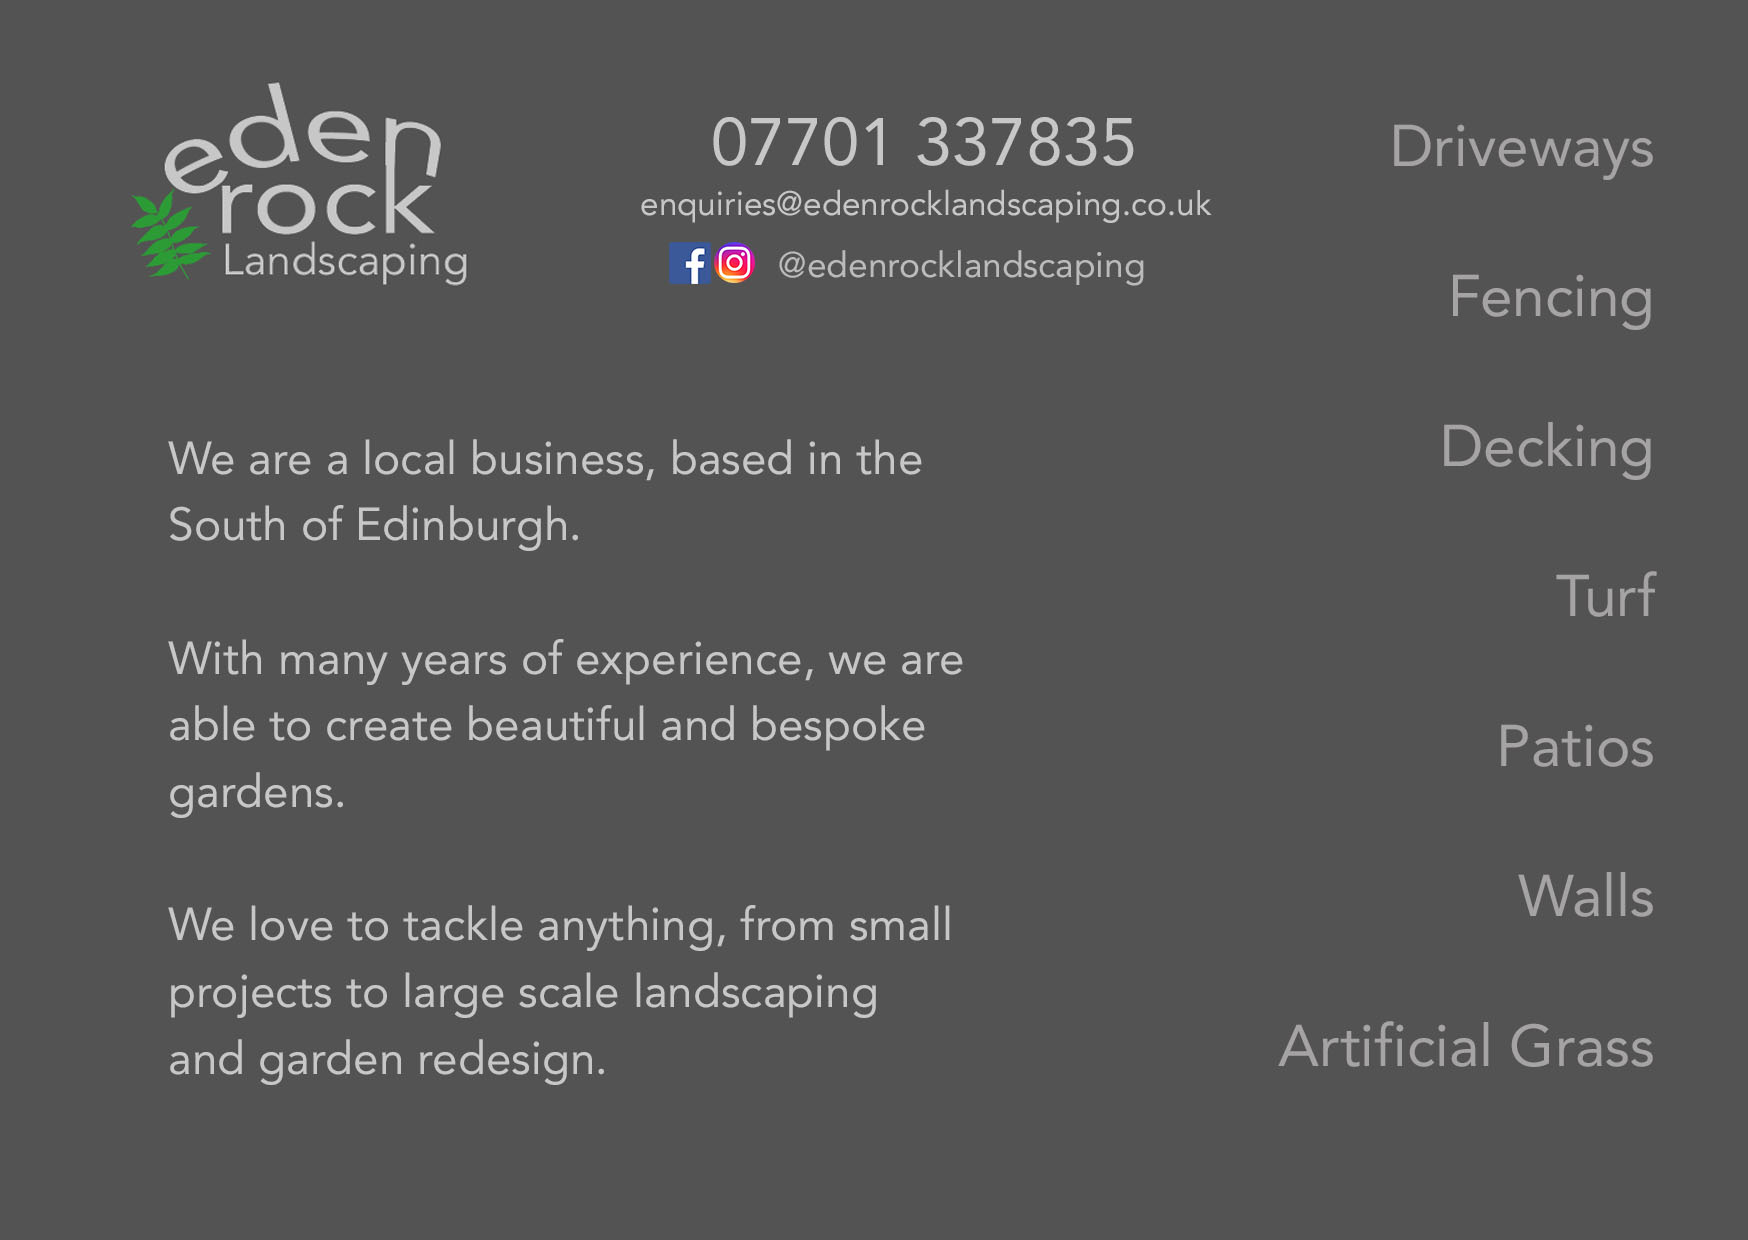 eden
rock
Landscaping
07701 337835
enquiries@edenrocklandscaping.co.uk
@edenrocklandscaping
We are a local business, based in the
South of Edinburgh.
With many years of experience, we are
able to create beautiful and bespoke
gardens.
We love to tackle anything, from small
projects to large scale landscaping
and garden redesign.
Driveways
Fencing
Decking
Turf
Patios
Walls
Artificial Grass